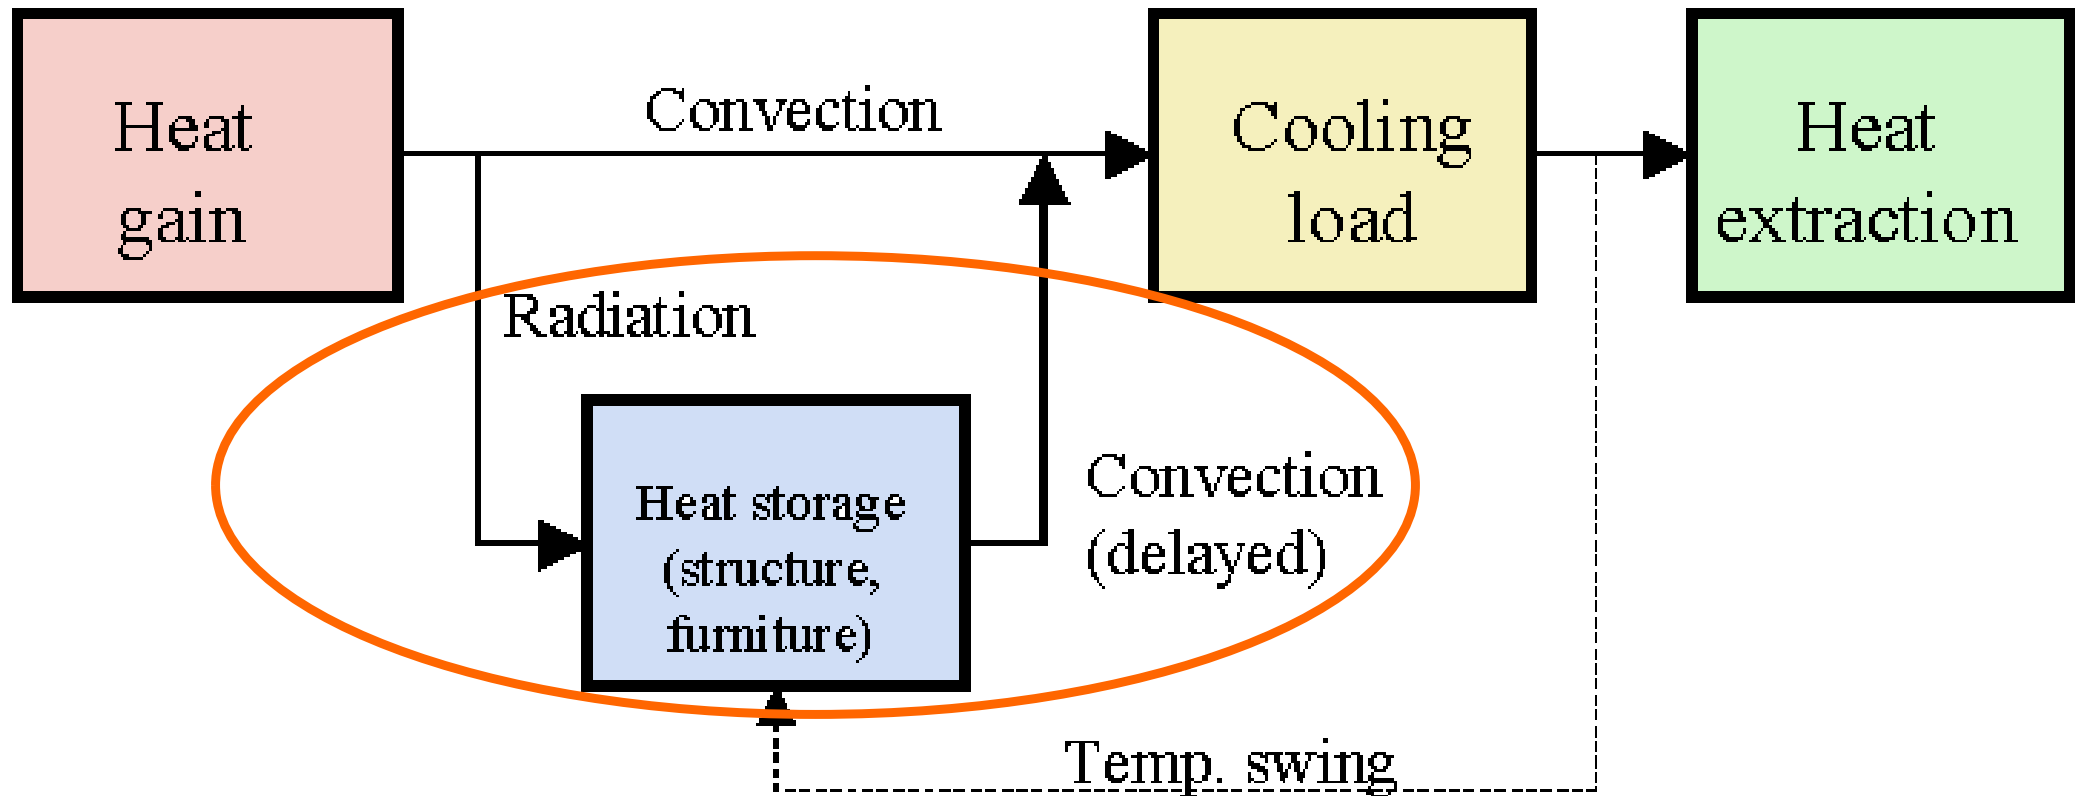 Heat
gain
Convection
Cooling
load
Heat
extraction
Radiation
Heat storage
(structure,
furniture)
Convection
(delayed)
Temp. swing